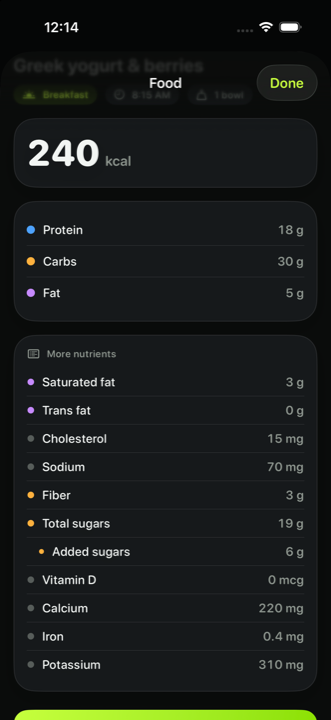 12:14
Greek yogurt & berries
Food
Done
Breakfast
8:15 AM
1 bowl
240 kcal
Protein 18 g
Carbs 30 g
Fat 5 g
More nutrients
Saturated fat 3 g
Trans fat 0 g
Cholesterol 15 mg
Sodium 70 mg
Fiber 3 g
Total sugars 19 g
Added sugars 6 g
Vitamin D 0 mcg
Calcium 220 mg
Iron 0.4 mg
Potassium 310 mg